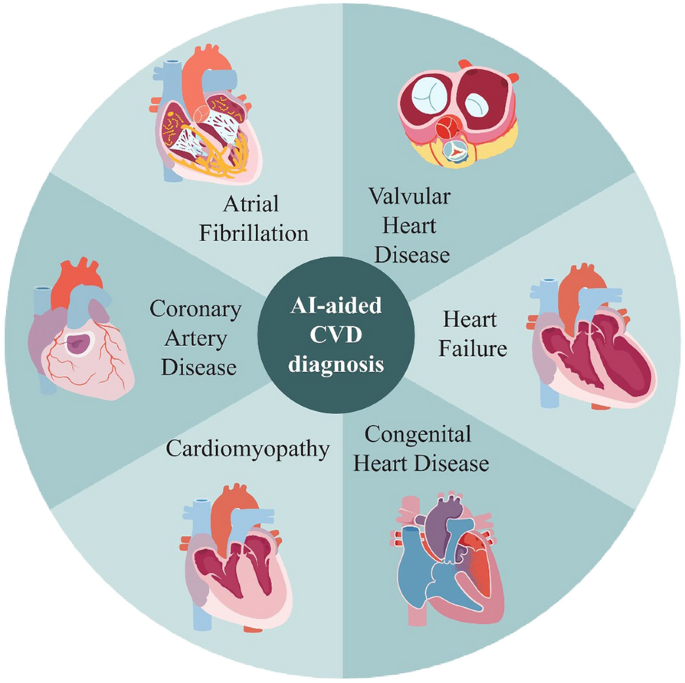 Atrial
Fibrillation
Valvular
Heart
Disease
Coronary
Artery
Disease
AI-aided
CVD
diagnosis
Heart
Failure
Cardiomyopathy
Congenital
Heart Disease